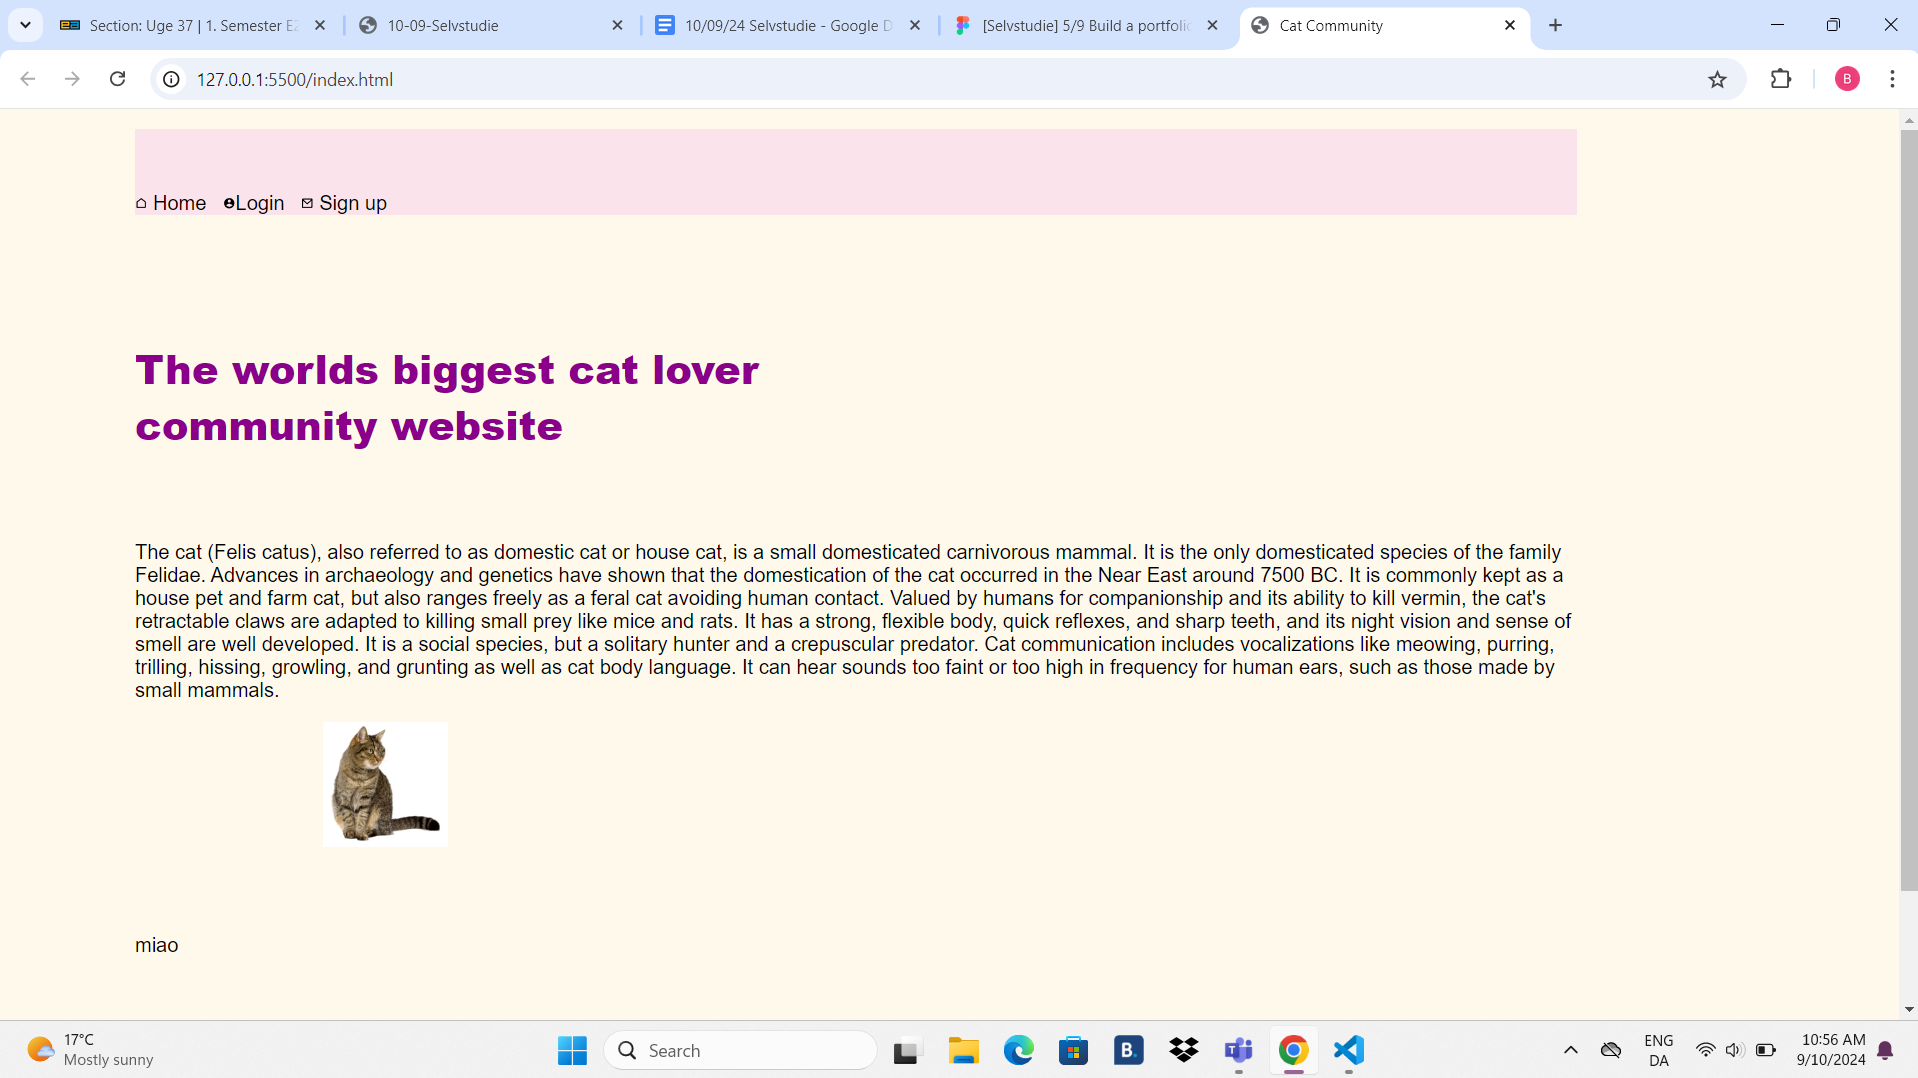 Section: Uge 37 | 1. Semester E2
10-09-Selvstudie
10/09/24 Selvstudie - Google D
[Selvstudie] 5/9 Build a portfolio
Cat Community
127.0.0.1:5500/index.html
B
Home Login Sign up
The worlds biggest cat lover
community website
The cat (Felis catus), also referred to as domestic cat or house cat, is a small domesticated carnivorous mammal. It is the only domesticated species of the family
Felidae. Advances in archaeology and genetics have shown that the domestication of the cat occurred in the Near East around 7500 BC. It is commonly kept as a
house pet and farm cat, but also ranges freely as a feral cat avoiding human contact. Valued by humans for companionship and its ability to kill vermin, the cat's
retractable claws are adapted to killing small prey like mice and rats. It has a strong, flexible body, quick reflexes, and sharp teeth, and its night vision and sense of
smell are well developed. It is a social species, but a solitary hunter and a crepuscular predator. Cat communication includes vocalizations like meowing, purring,
trilling, hissing, growling, and grunting as well as cat body language. It can hear sounds too faint or too high in frequency for human ears, such as those made by
small mammals.
miao
17°C
Mostly sunny
Search
B.
ENG
DA
10:56 AM
9/10/2024